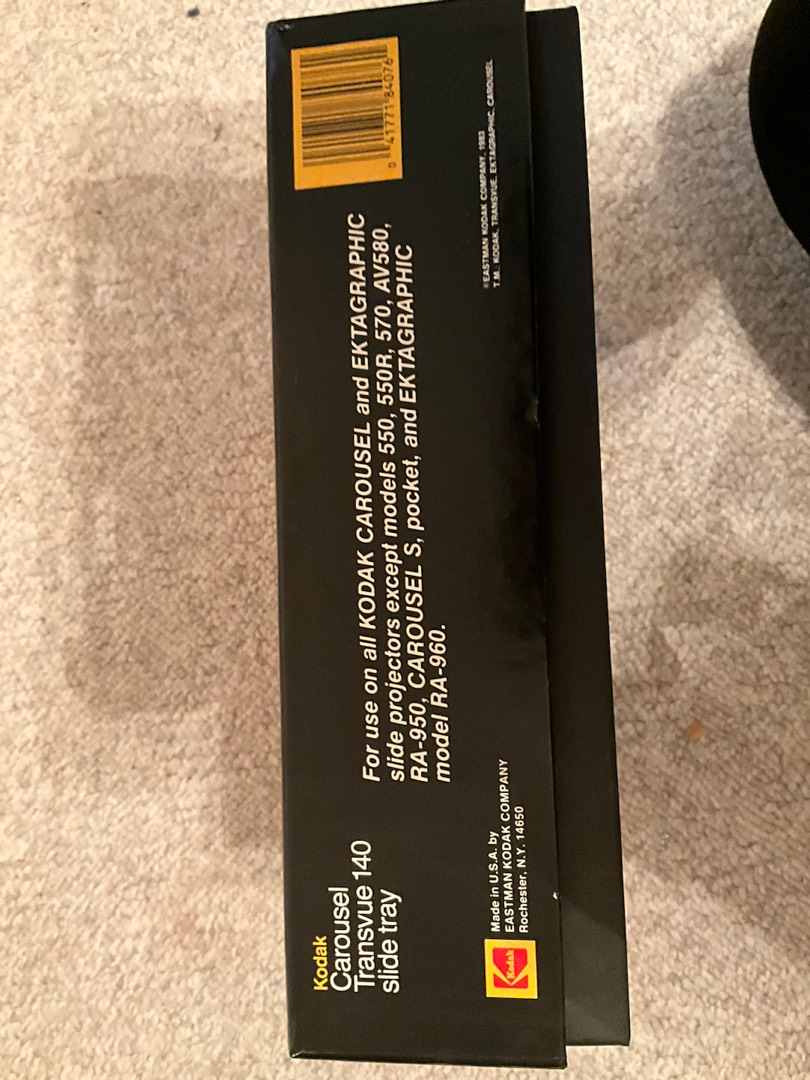 Kodak
Carousel
Transvue 140
slide tray
For use on all KODAK CAROUSEL and EKTAGRAPHIC
slide projectors except models 550, 550R, 570, AV580,
RA-950, CAROUSEL S, pocket, and EKTAGRAPHIC
model RA-960.
Kodak
Made in U.S.A. by
EASTMAN KODAK COMPANY
Rochester, N.Y. 14650
©EASTMAN KODAK COMPANY, 1983
T.M.: KODAK, TRANSVUE, EKTAGRAPHIC, CAROUSEL
0 41771 84076